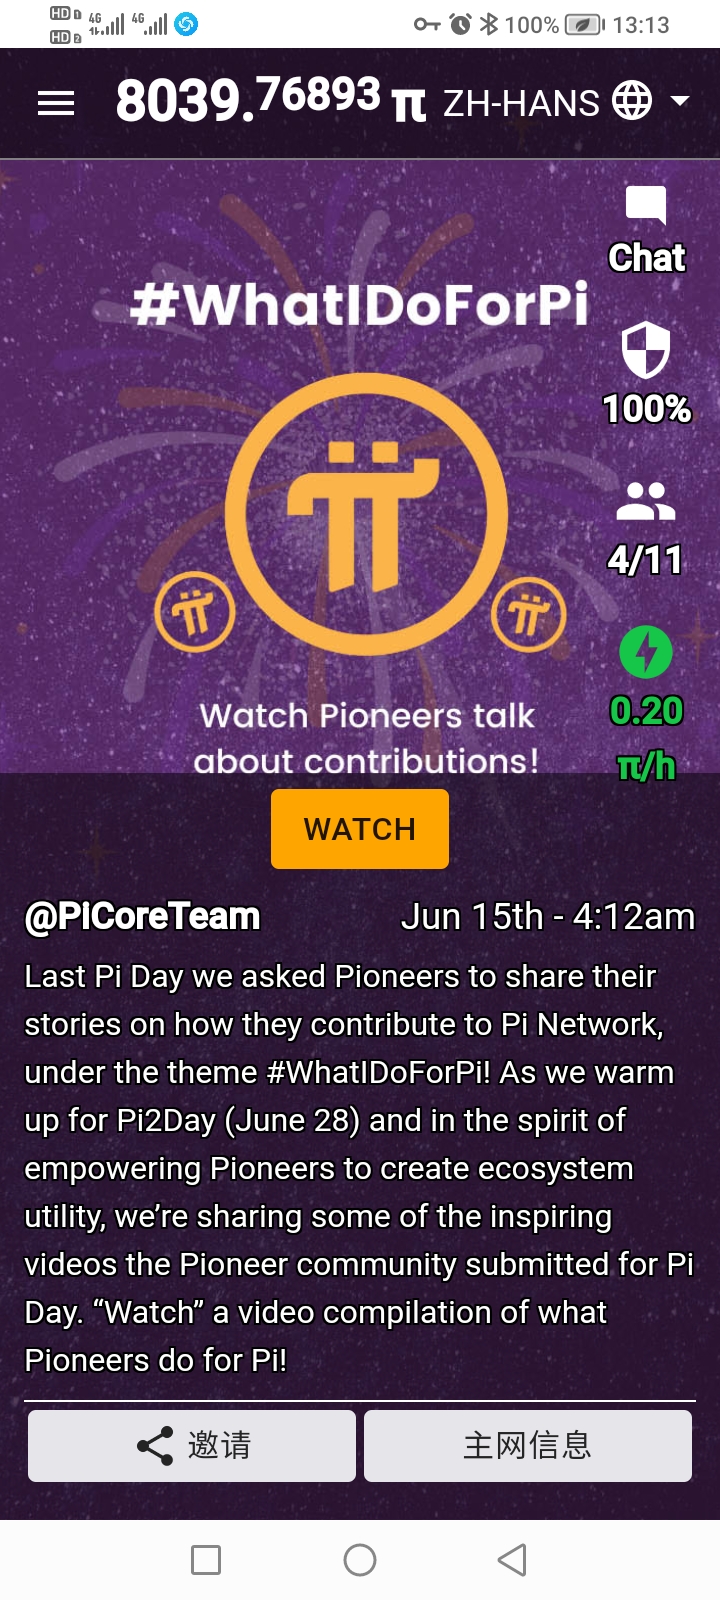 HD 1 4G 4G 100% 13:13
HD 2
8039.76893 π ZH-HANS
Chat
#WhatIDoForPi
100%
4/11
0.20
π/h
Watch Pioneers talk
about contributions!
WATCH
@PiCoreTeam Jun 15th - 4:12am
Last Pi Day we asked Pioneers to share their
stories on how they contribute to Pi Network,
under the theme #WhatIDoForPi! As we warm
up for Pi2Day (June 28) and in the spirit of
empowering Pioneers to create ecosystem
utility, we’re sharing some of the inspiring
videos the Pioneer community submitted for Pi
Day. “Watch” a video compilation of what
Pioneers do for Pi!
邀请 主网信息